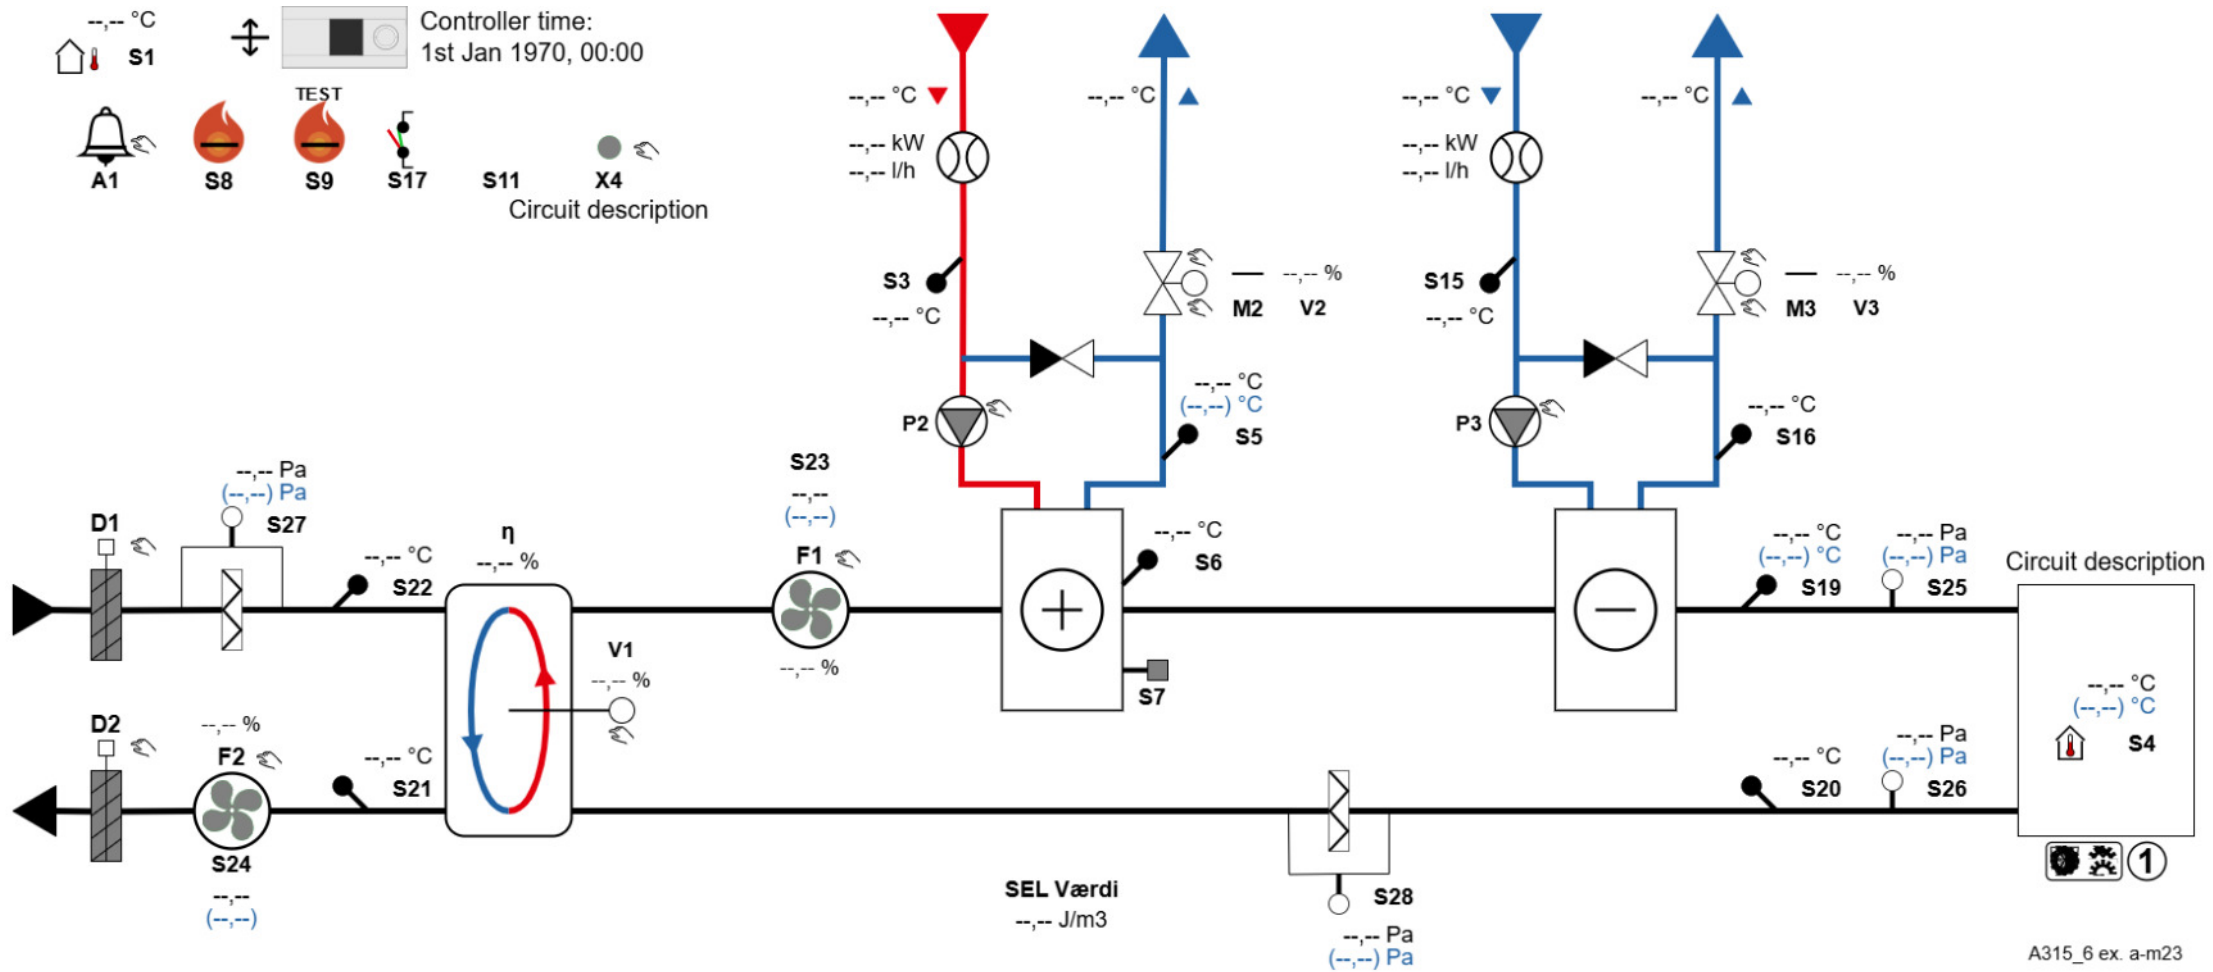 --,-- °C
S1
Controller time:
1st Jan 1970, 00:00
TEST
A1
S8
S9
S17
S11
X4
Circuit description
--,-- °C
--,-- kW
--,-- l/h
--,-- °C
S3
--,-- °C
M2
--,-- %
V2
--,-- °C
--,-- kW
--,-- l/h
--,-- °C
S15
--,-- °C
M3
--,-- %
V3
P2
--,-- °C
(--,--) °C
S5
P3
--,-- °C
S16
D1
--,-- Pa
(--,--) Pa
S27
--,-- °C
S22
η
--,-- %
S23
--,--
(--,--)
F1
--,-- %
--,-- °C
S6
S7
--,-- °C
(--,--) °C
S19
--,-- Pa
(--,--) Pa
S25
Circuit description
V1
--,-- %
--,-- °C
(--,--) °C
S4
D2
--,-- %
F2
S24
--,--
(--,--)
--,-- °C
S21
--,-- °C
S20
--,-- Pa
(--,--) Pa
S26
1
SEL Værdi
--,-- J/m3
S28
--,-- Pa
(--,--) Pa
A315_6 ex. a-m23